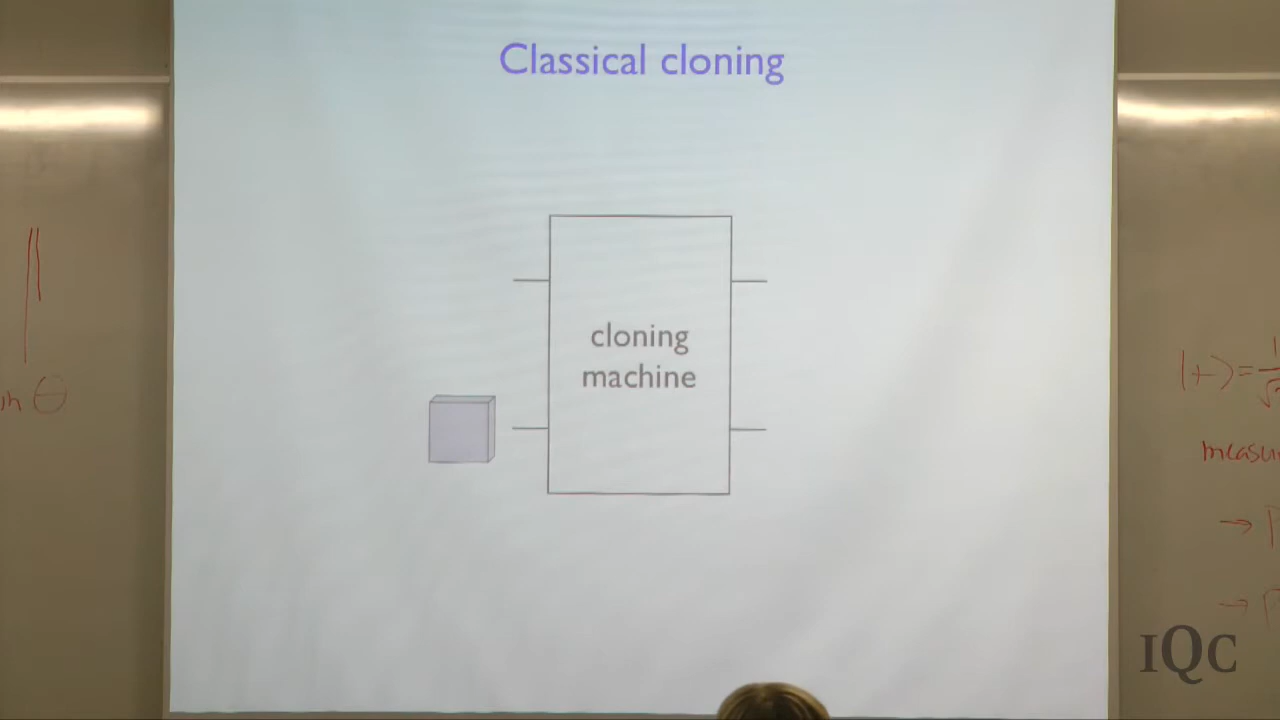 Classical cloning
cloning
machine
|+⟩=
IQC